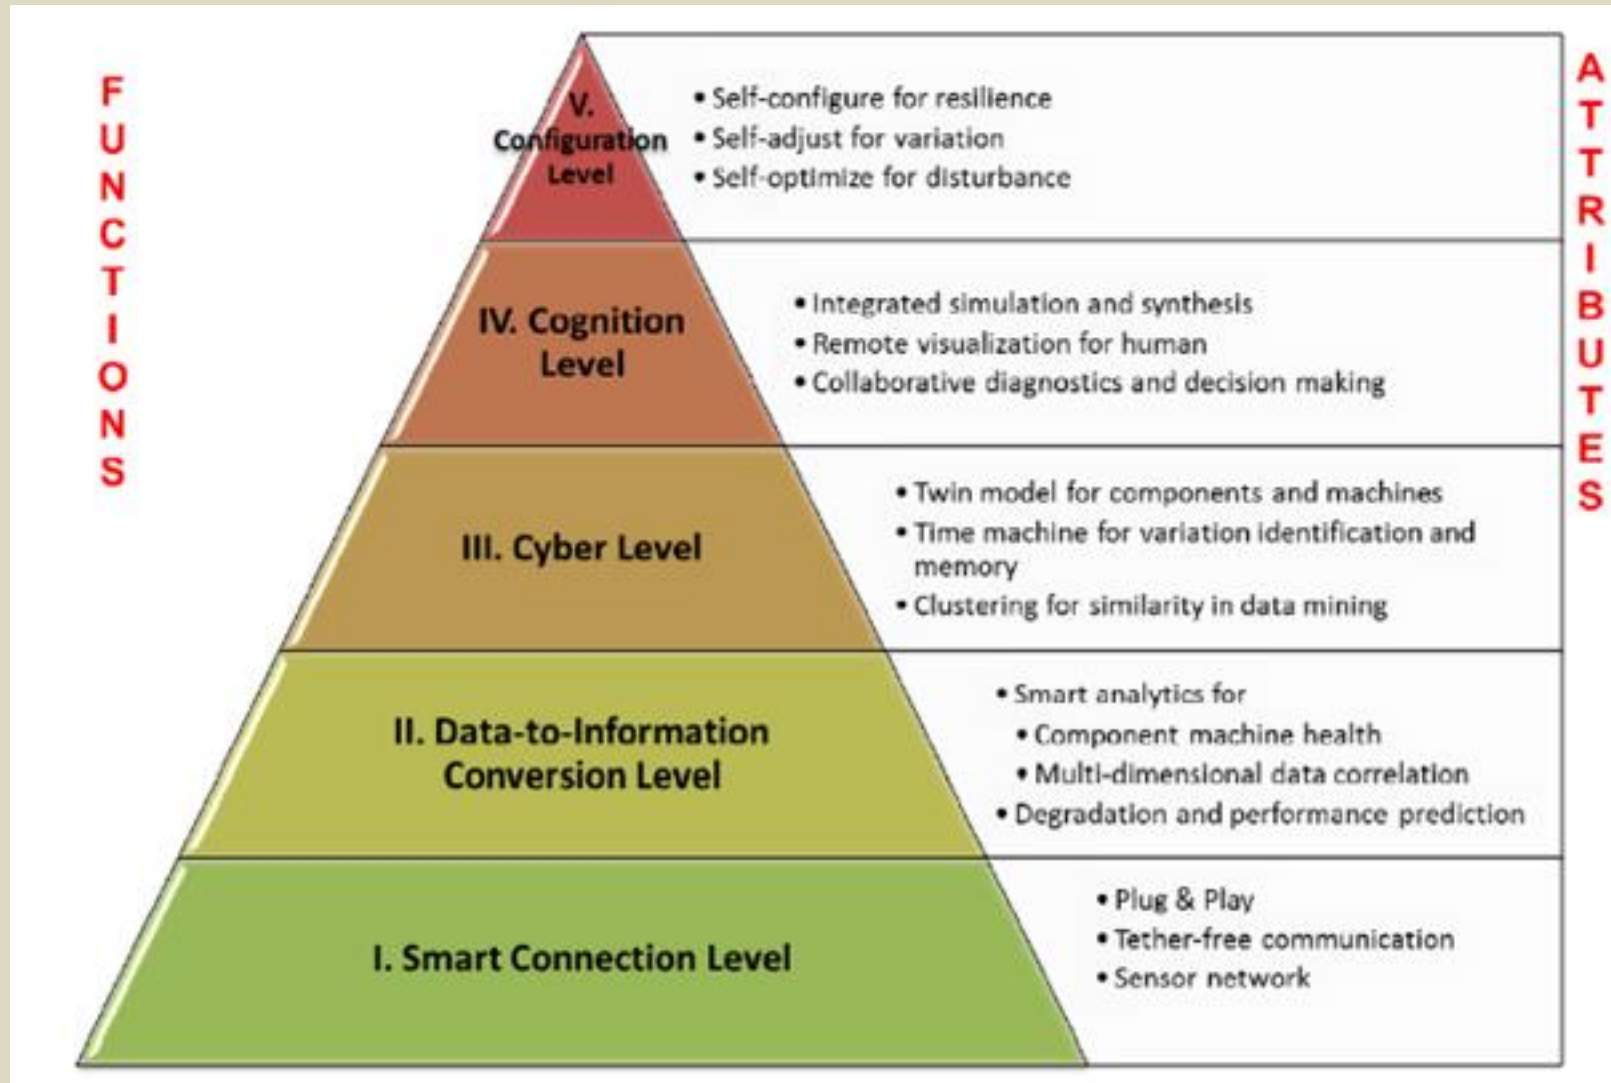 FUNCTIONS
ATTRIBUTES
V.
Configuration
Level
• Self-configure for resilience
• Self-adjust for variation
• Self-optimize for disturbance
IV. Cognition
Level
• Integrated simulation and synthesis
• Remote visualization for human
• Collaborative diagnostics and decision making
III. Cyber Level
• Twin model for components and machines
• Time machine for variation identification and
memory
• Clustering for similarity in data mining
II. Data-to-Information
Conversion Level
• Smart analytics for
• Component machine health
• Multi-dimensional data correlation
• Degradation and performance prediction
I. Smart Connection Level
• Plug & Play
• Tether-free communication
• Sensor network